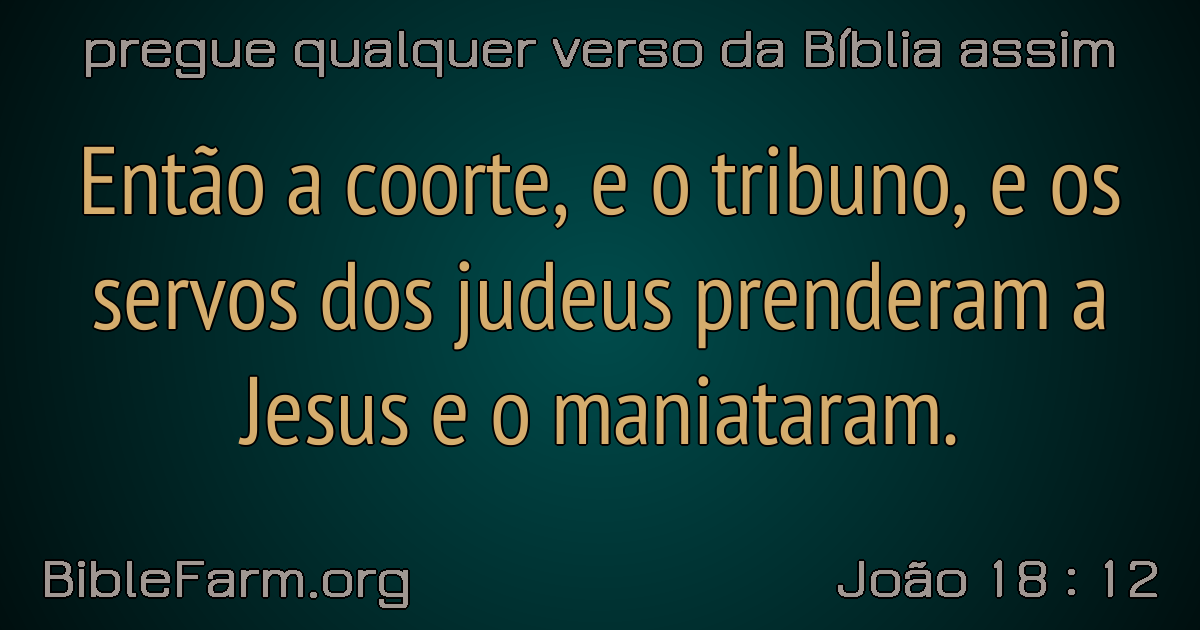 pregue qualquer verso da Bíblia assim
Então a coorte, e o tribuno, e os
servos dos judeus prenderam a
Jesus e o maniataram.
BibleFarm.org
João 18 : 12